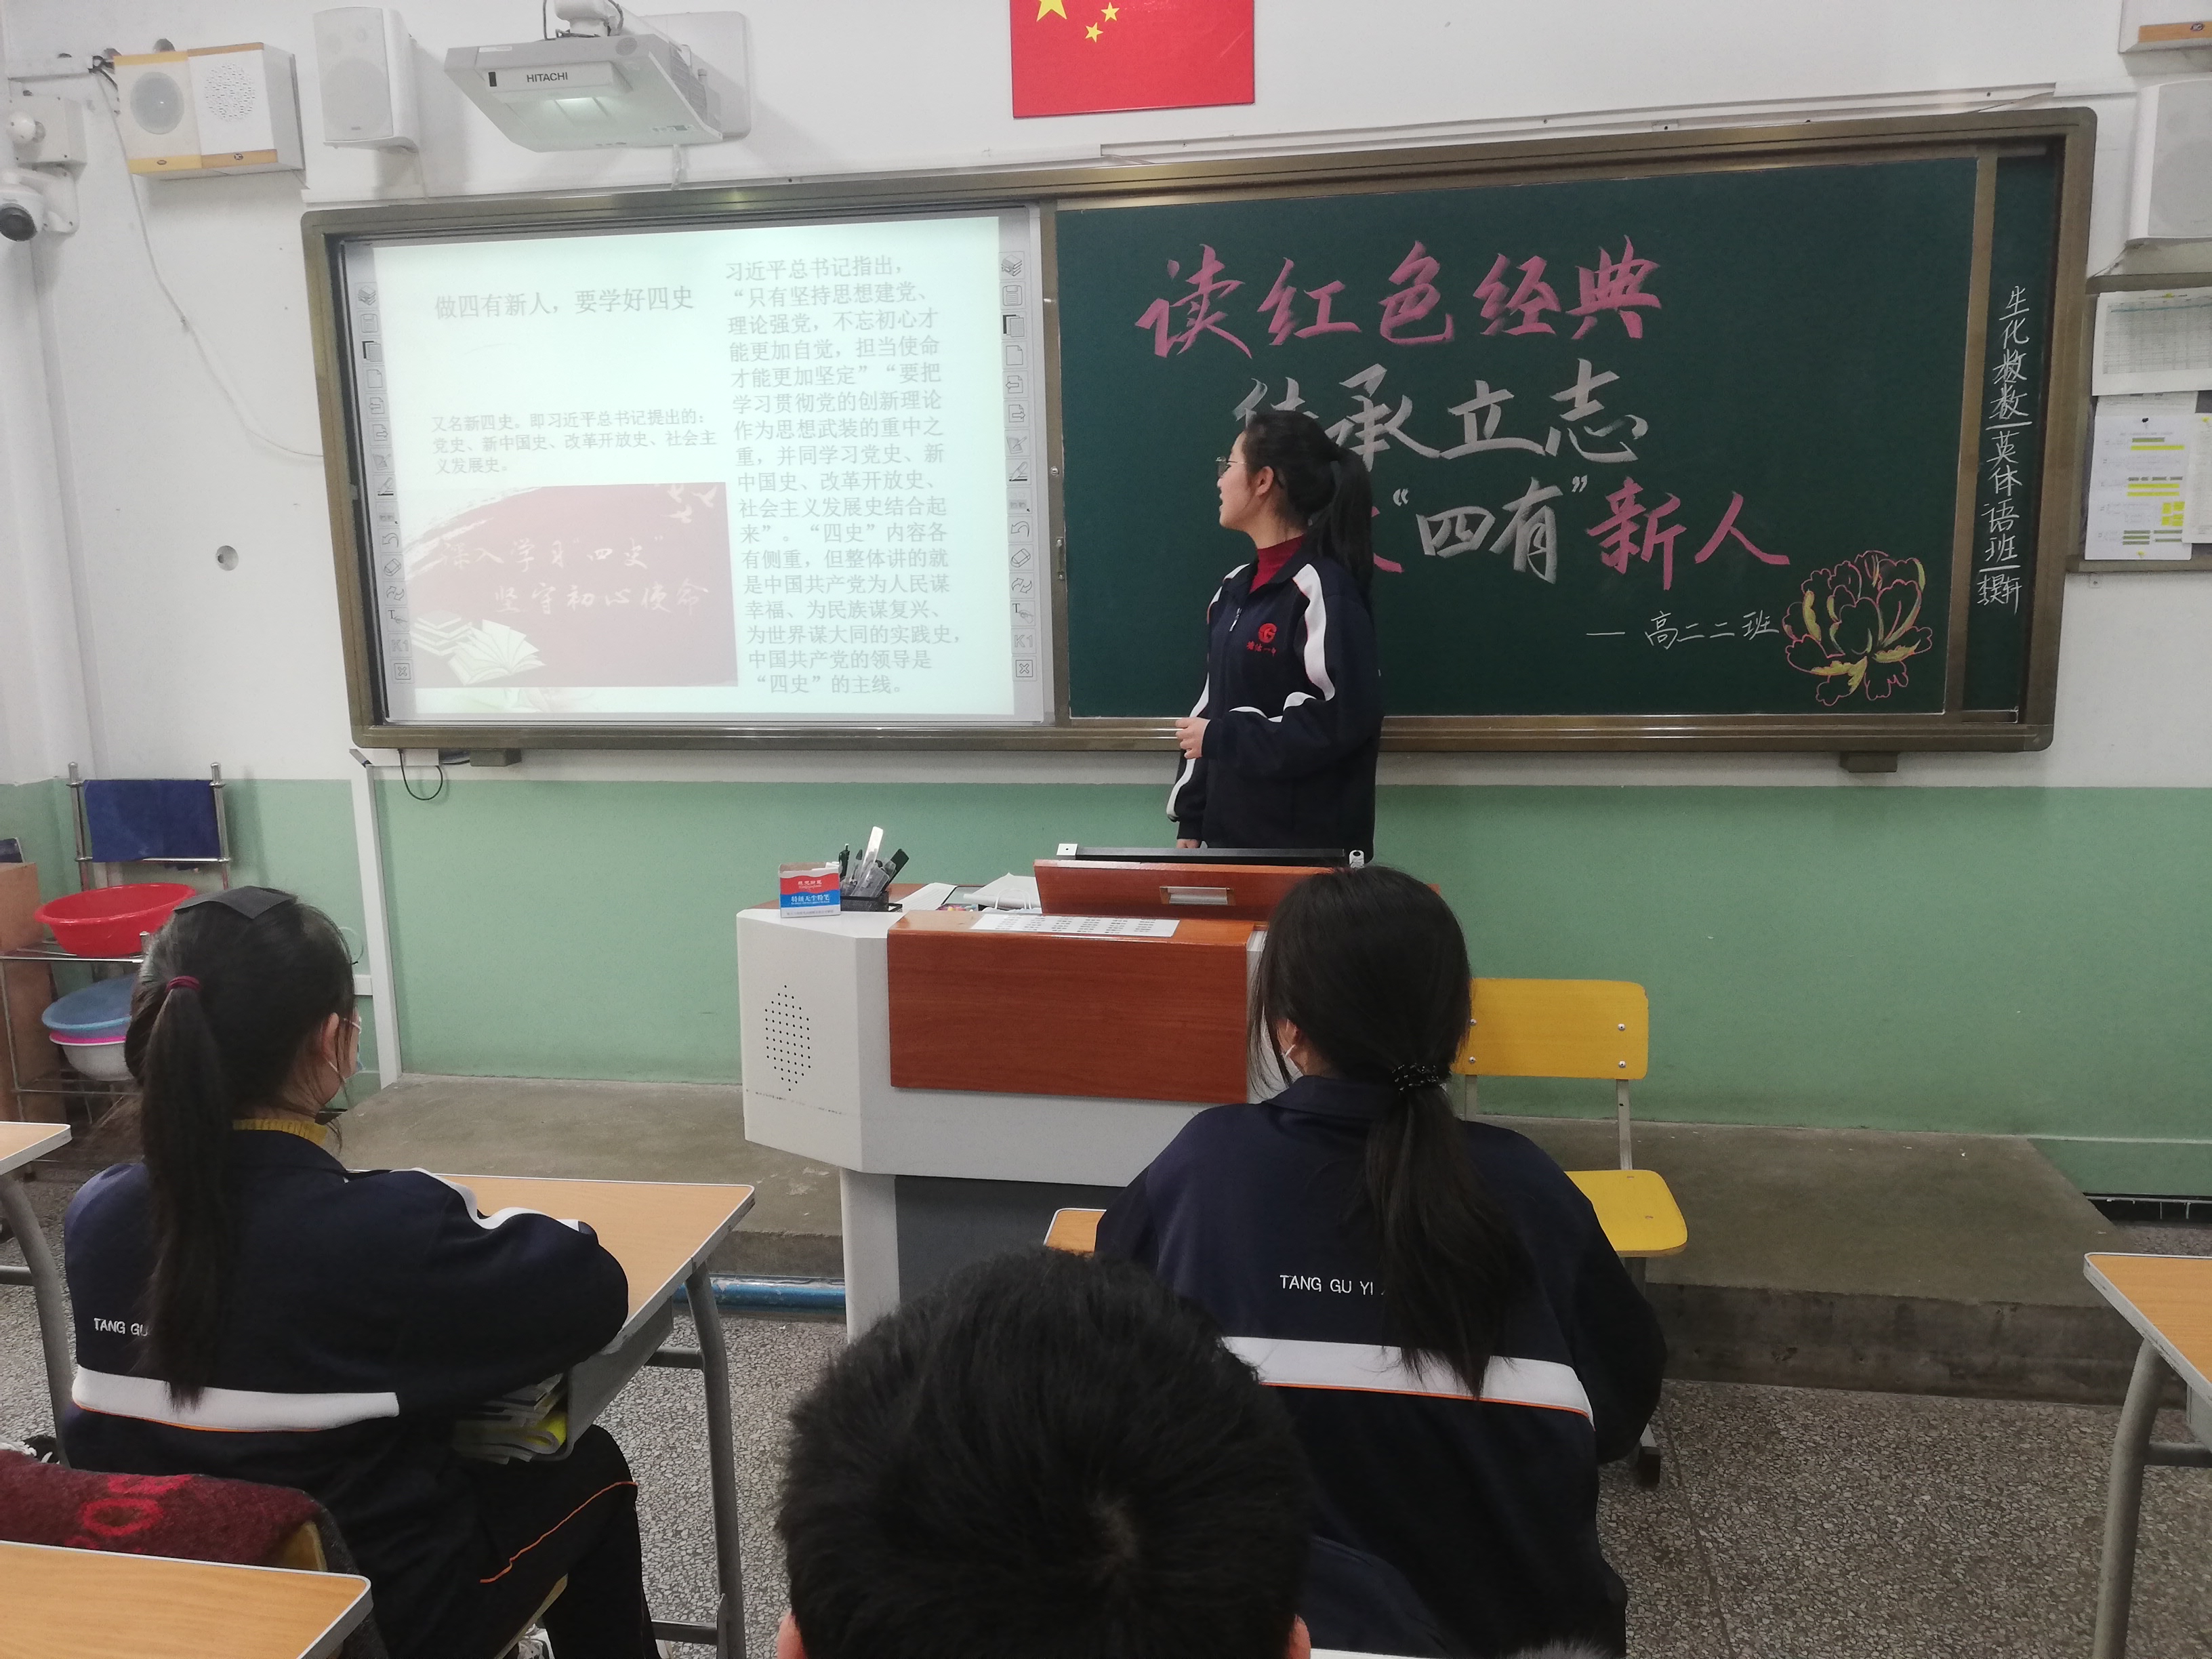 HITACHI
做四有新人，要学好四史
又名新四史。即习近平总书记提出的：
党史、新中国史、改革开放史、社会主
义发展史。
深入学习“四史”
坚守初心使命
习近平总书记指出，
“只有坚持思想建党、
理论强党，不忘初心才
能更加自觉，担当使命
才能更加坚定”“要把
学习贯彻党的创新理论
作为思想武装的重中之
重，并同学习党史、新
中国史、改革开放史、
社会主义发展史结合起
来”。“四史”内容各
有侧重，但整体讲的就
是中国共产党为人民谋
幸福、为民族谋复兴、
为世界谋大同的实践史，
中国共产党的领导是
“四史”的主线。
K1
K1
读红色经典
传承立志
“四有”新人
— 高二二班
生化数数英体语班
TANG GU
TANG GU YI